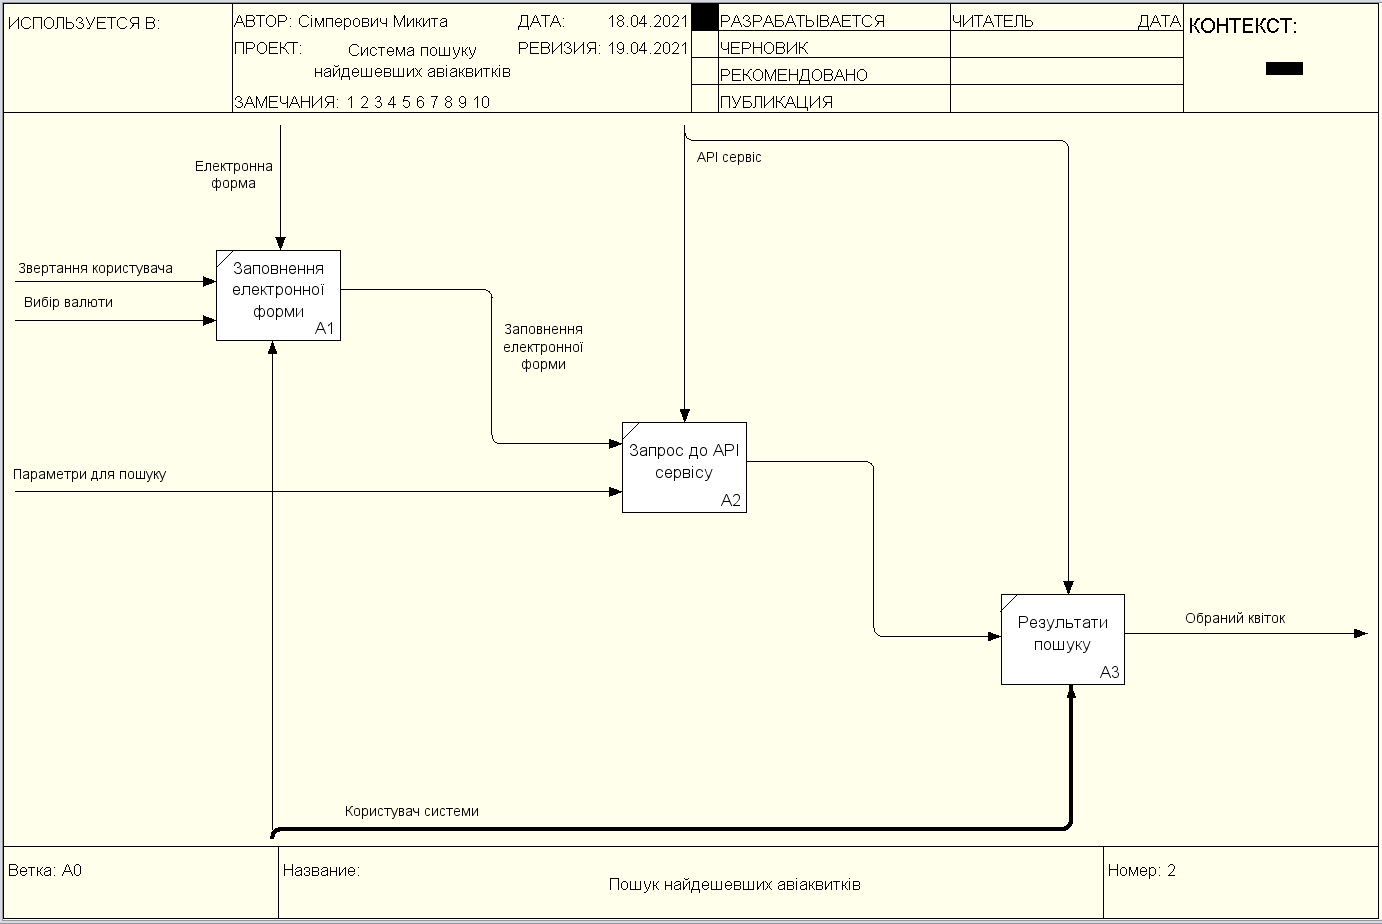 ИСПОЛЬЗУЕТСЯ В:
АВТОР: Сімперович Микита
ДАТА: 18.04.2021
ПРОЕКТ: Система пошуку
найдешевших авіаквитків
РЕВИЗИЯ: 19.04.2021
ЗАМЕЧАНИЯ: 1 2 3 4 5 6 7 8 9 10
РАЗРАБАТЫВАЕТСЯ
ЧЕРНОВИК
РЕКОМЕНДОВАНО
ПУБЛИКАЦИЯ
ЧИТАТЕЛЬ ДАТА
КОНТЕКСТ:
Електронна
форма
API сервіс
Звертання користувача
Вибір валюти
Заповнення
електронної
форми
A1
Заповнення
електронної
форми
Параметри для пошуку
Запрос до API
сервісу
A2
Результати
пошуку
A3
Обраний квіток
Користувач системи
Ветка: A0
Название:
Пошук найдешевших авіаквитків
Номер: 2